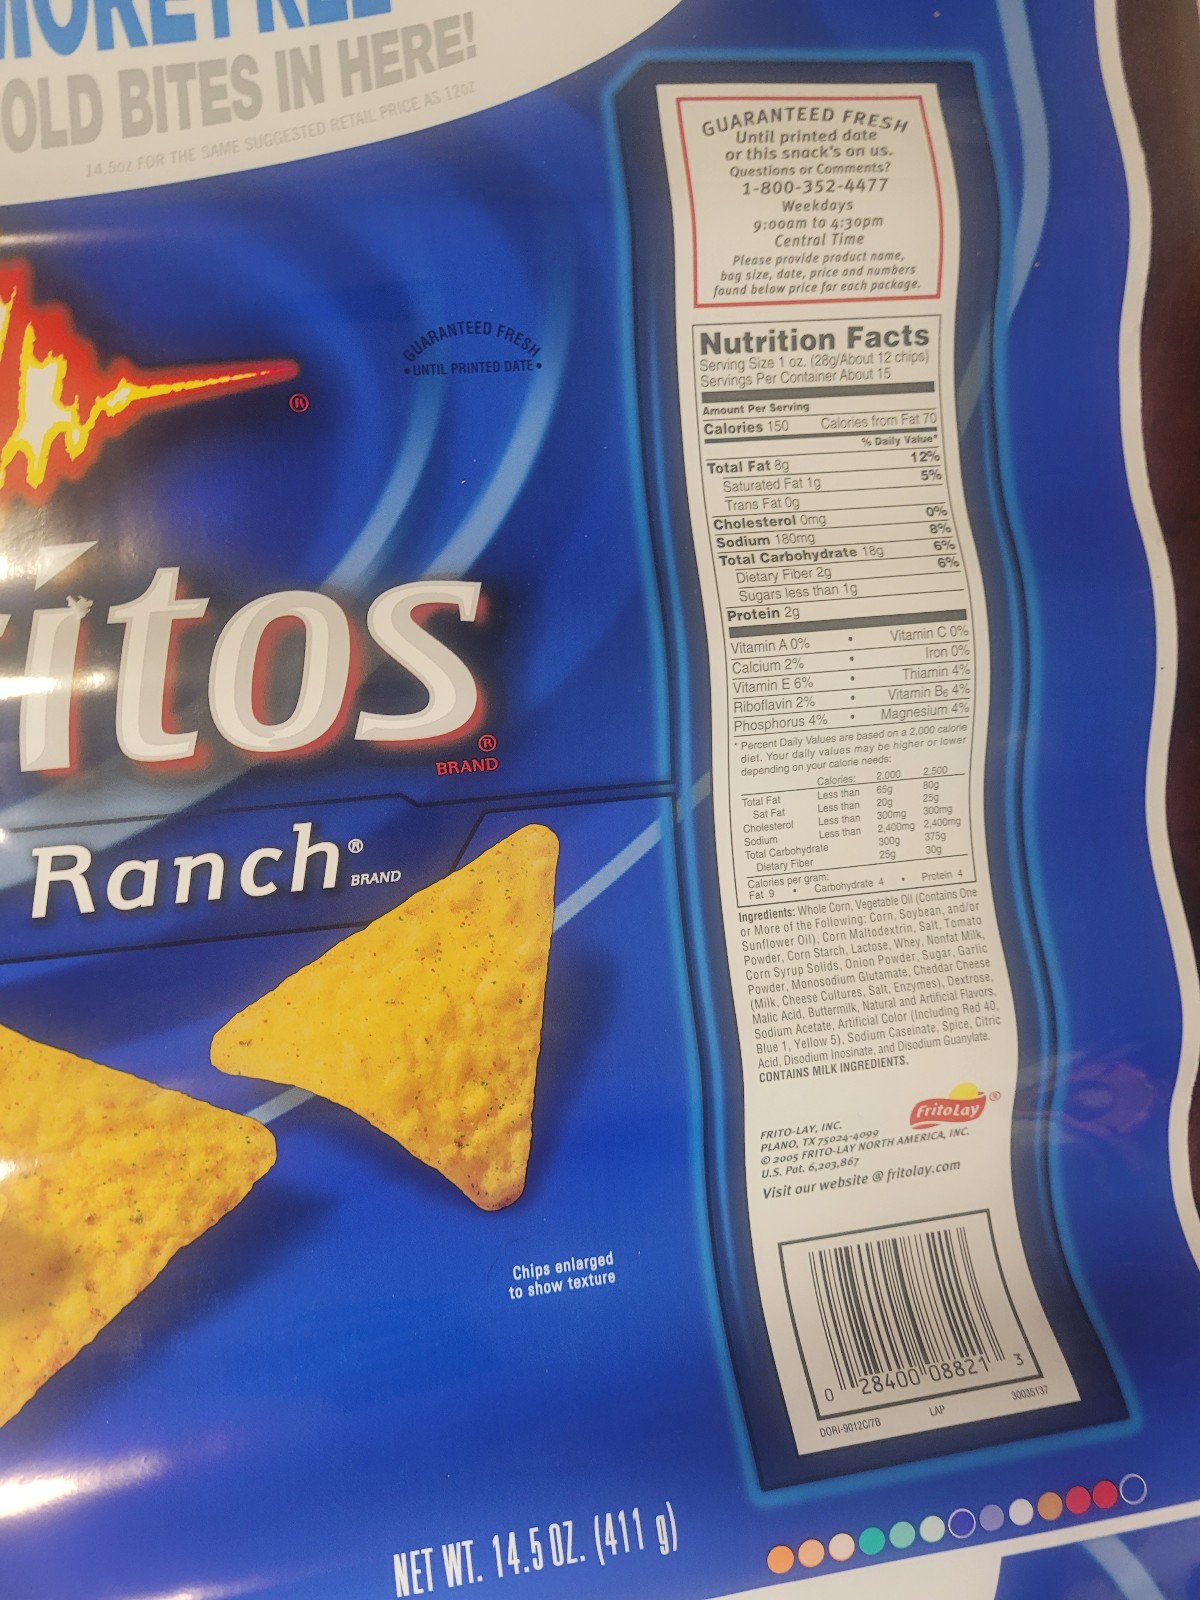 OLD BITES IN HERE!
14.5oz FOR THE SAME SUGGESTED RETAIL PRICE AS 12oz
GUARANTEED FRESH
• UNTIL PRINTED DATE •
®
itos
®
BRAND
Ranch®
BRAND
Chips enlarged
to show texture
NET WT. 14.5 OZ. (411 g)
GUARANTEED FRESH
Until printed date
or this snack's on us.
Questions or Comments?
1-800-352-4477
Weekdays
9:00am to 4:30pm
Central Time
Please provide product name,
bag size, date, price and numbers
found below price for each package.
Nutrition Facts
Serving Size 1 oz. (28g/About 12 chips)
Servings Per Container About 15
Amount Per Serving
Calories 150 Calories from Fat 70
% Daily Value*
Total Fat 8g 12%
Saturated Fat 1g 5%
Trans Fat 0g
Cholesterol 0mg 0%
Sodium 180mg 8%
Total Carbohydrate 18g 6%
Dietary Fiber 2g 6%
Sugars less than 1g
Protein 2g
Vitamin A 0% • Vitamin C 0%
Calcium 2% • Iron 0%
Vitamin E 6% • Thiamin 4%
Riboflavin 2% • Vitamin B6 4%
Phosphorus 4% • Magnesium 4%
* Percent Daily Values are based on a 2,000 calorie
diet. Your daily values may be higher or lower
depending on your calorie needs:
Calories: 2,000 2,500
Total Fat Less than 65g 80g
Sat Fat Less than 20g 25g
Cholesterol Less than 300mg 300mg
Sodium Less than 2,400mg 2,400mg
Total Carbohydrate 300g 375g
Dietary Fiber 25g 30g
Calories per gram:
Fat 9 • Carbohydrate 4 • Protein 4
Ingredients: Whole Corn, Vegetable Oil (Contains One
or More of the Following: Corn, Soybean, and/or
Sunflower Oil), Corn Maltodextrin, Salt, Tomato
Powder, Corn Starch, Lactose, Whey, Nonfat Milk,
Corn Syrup Solids, Onion Powder, Sugar, Garlic
Powder, Monosodium Glutamate, Cheddar Cheese
(Milk, Cheese Cultures, Salt, Enzymes), Dextrose,
Malic Acid, Buttermilk, Natural and Artificial Flavors,
Sodium Acetate, Artificial Color (Including Red 40,
Blue 1, Yellow 5), Sodium Caseinate, Spice, Citric
Acid, Disodium Inosinate, and Disodium Guanylate.
CONTAINS MILK INGREDIENTS.
FritoLay ®
FRITO-LAY, INC.
PLANO, TX 75024-4099
© 2005 FRITO-LAY NORTH AMERICA, INC.
U.S. Pat. 6,203,867
Visit our website @ fritolay.com
0 28400 08821 3
DORI-9012C/7B LAP 30035137